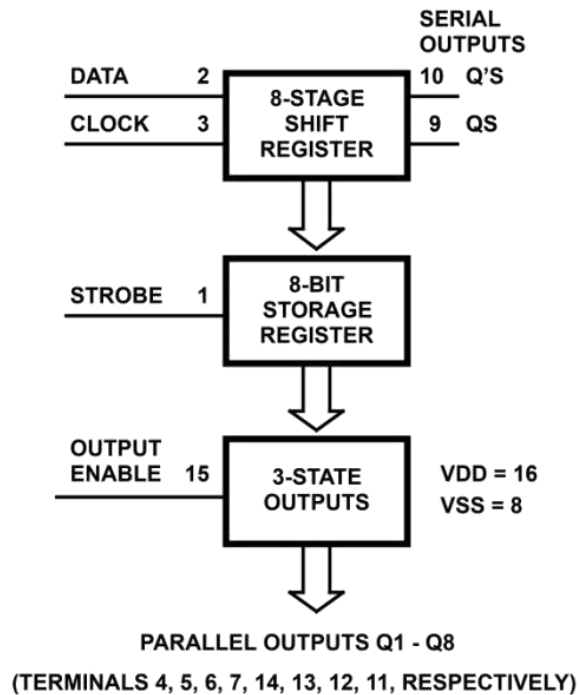 SERIAL
OUTPUTS
DATA 2
10 Q'S
CLOCK 3
9 QS
8-STAGE
SHIFT
REGISTER
STROBE 1
8-BIT
STORAGE
REGISTER
OUTPUT
ENABLE 15
3-STATE
OUTPUTS
VDD = 16
VSS = 8
PARALLEL OUTPUTS Q1 - Q8
(TERMINALS 4, 5, 6, 7, 14, 13, 12, 11, RESPECTIVELY)